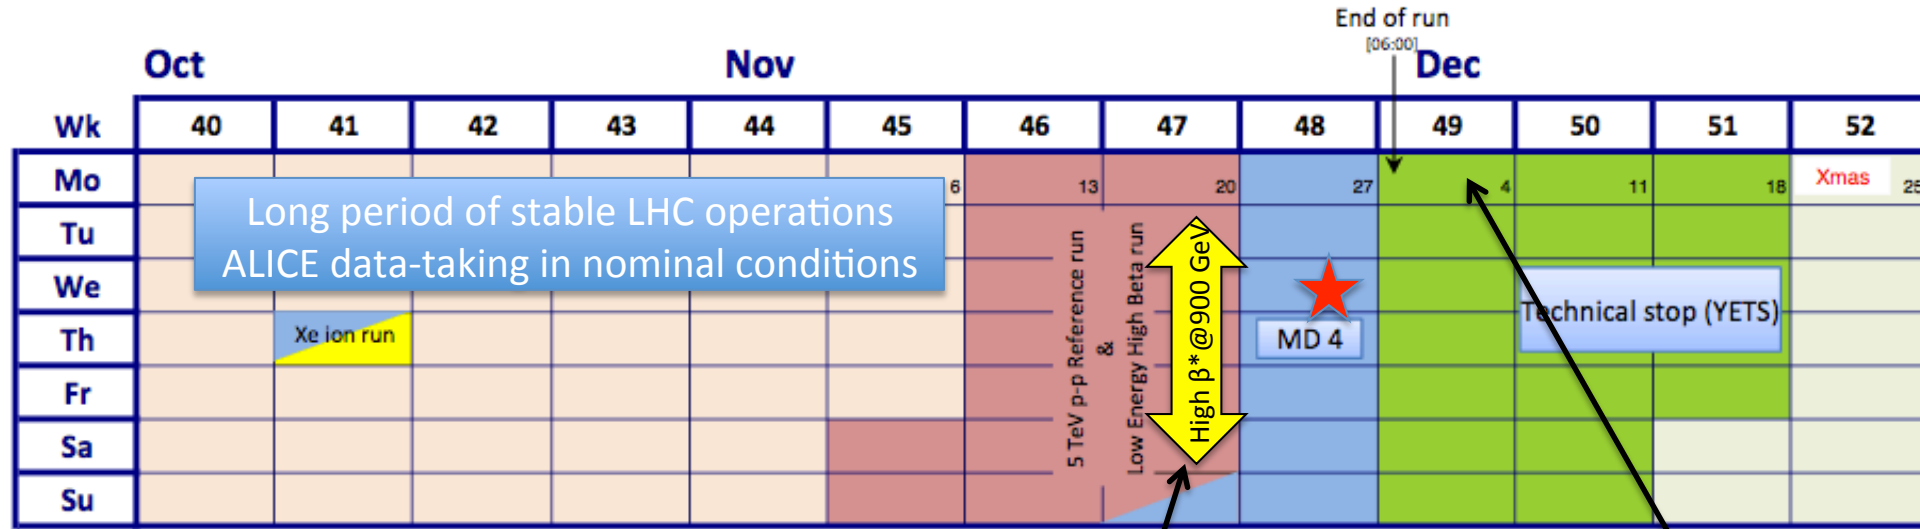 End of run
[06:00]
Oct Nov Dec
Wk 40 41 42 43 44 45 46 47 48 49 50 51 52
Mo 6 13 20 27 4 11 18 Xmas 25
Long period of stable LHC operations
ALICE data-taking in nominal conditions
Tu
We
Th Xe ion run
Fr
Sa
Su
5 TeV p-p Reference run
&
Low Energy High Beta run
High β*@900 GeV
MD 4
Technical stop (YETS)